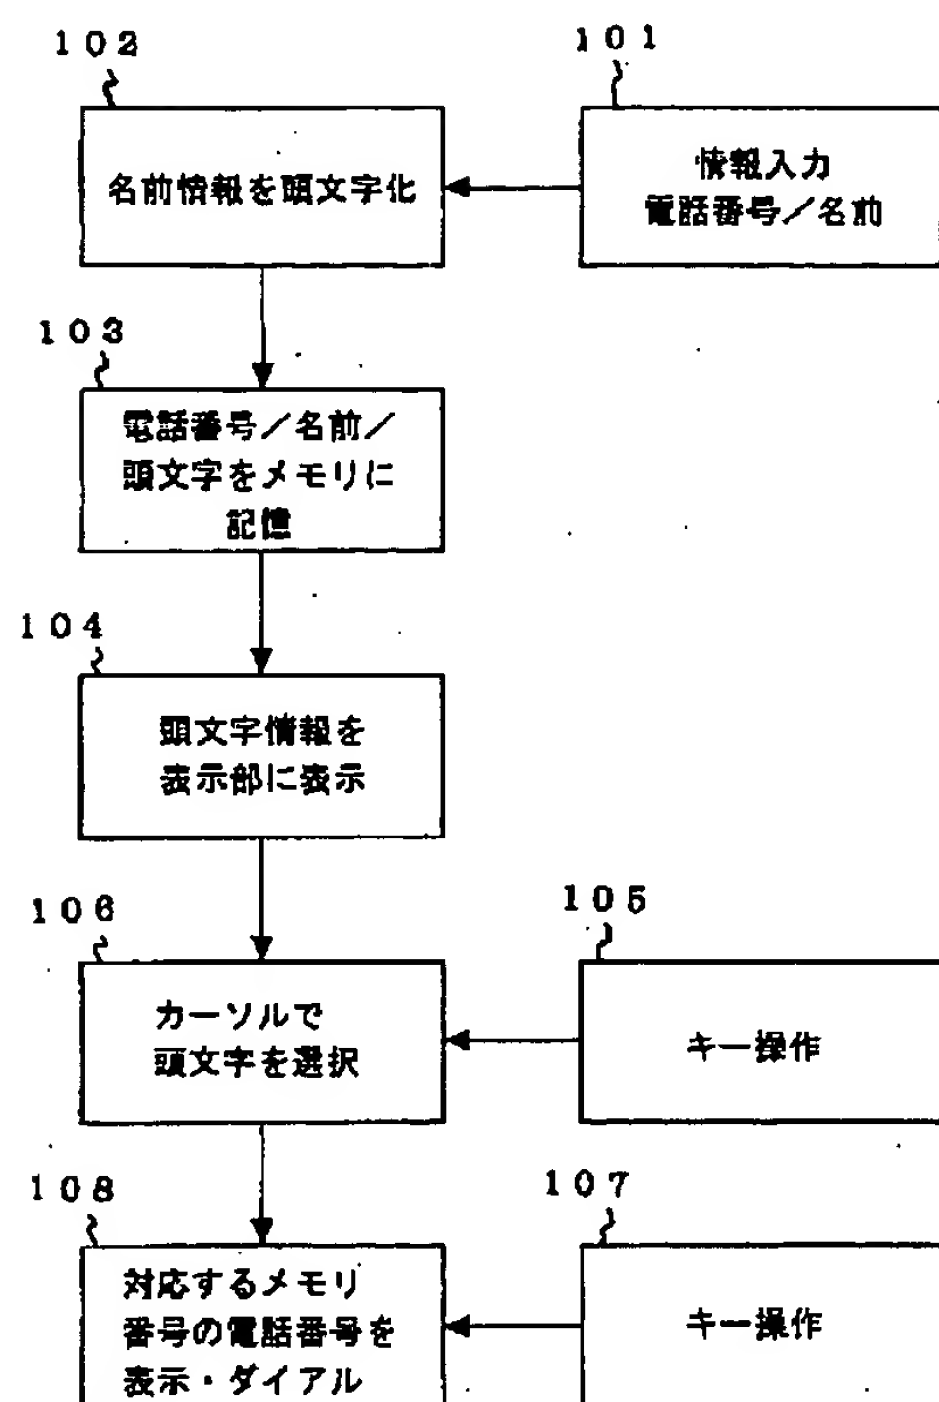 102
101
名前情報を頭文字化
情報入力
電話番号／名前
103
電話番号／名前／
頭文字をメモリに
記憶
104
頭文字情報を
表示部に表示
106
105
カーソルで
頭文字を選択
キー操作
108
107
対応するメモリ
番号の電話番号を
表示・ダイアル
キー操作